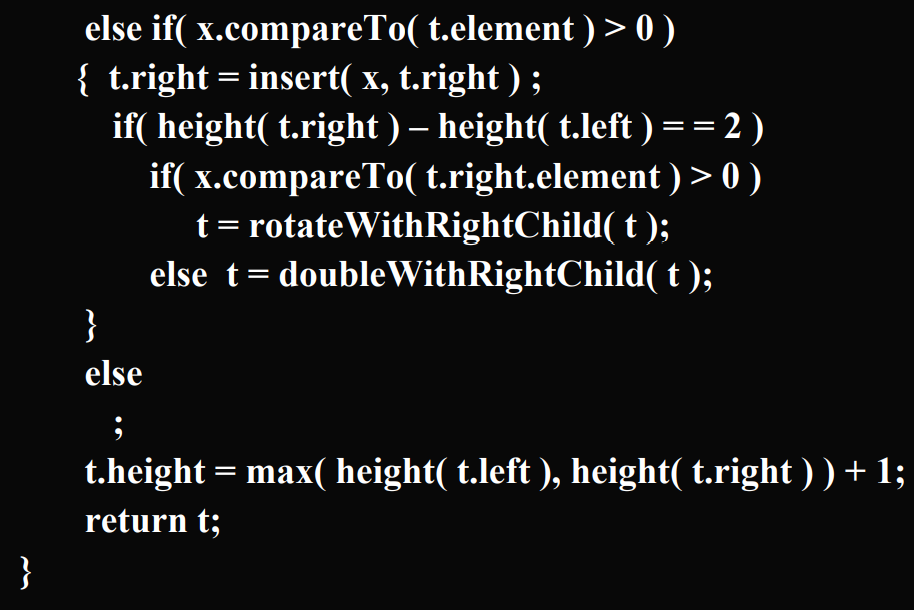 else if( x.compareTo( t.element ) > 0 )
{ t.right = insert( x, t.right ) ;
if( height( t.right ) – height( t.left ) = = 2 )
if( x.compareTo( t.right.element ) > 0 )
t = rotateWithRightChild( t );
else t = doubleWithRightChild( t );
}
else
;
t.height = max( height( t.left ), height( t.right ) ) + 1;
return t;
}